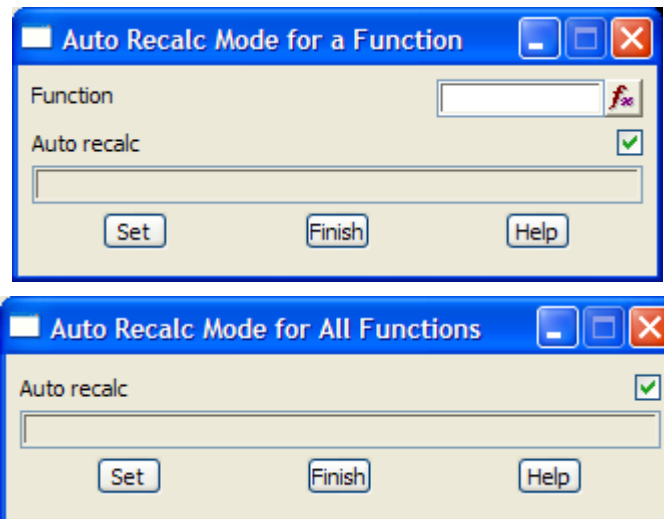 Auto Recalc Mode for a Function
Function
Auto recalc
Set Finish Help
Auto Recalc Mode for All Functions
Auto recalc
Set Finish Help